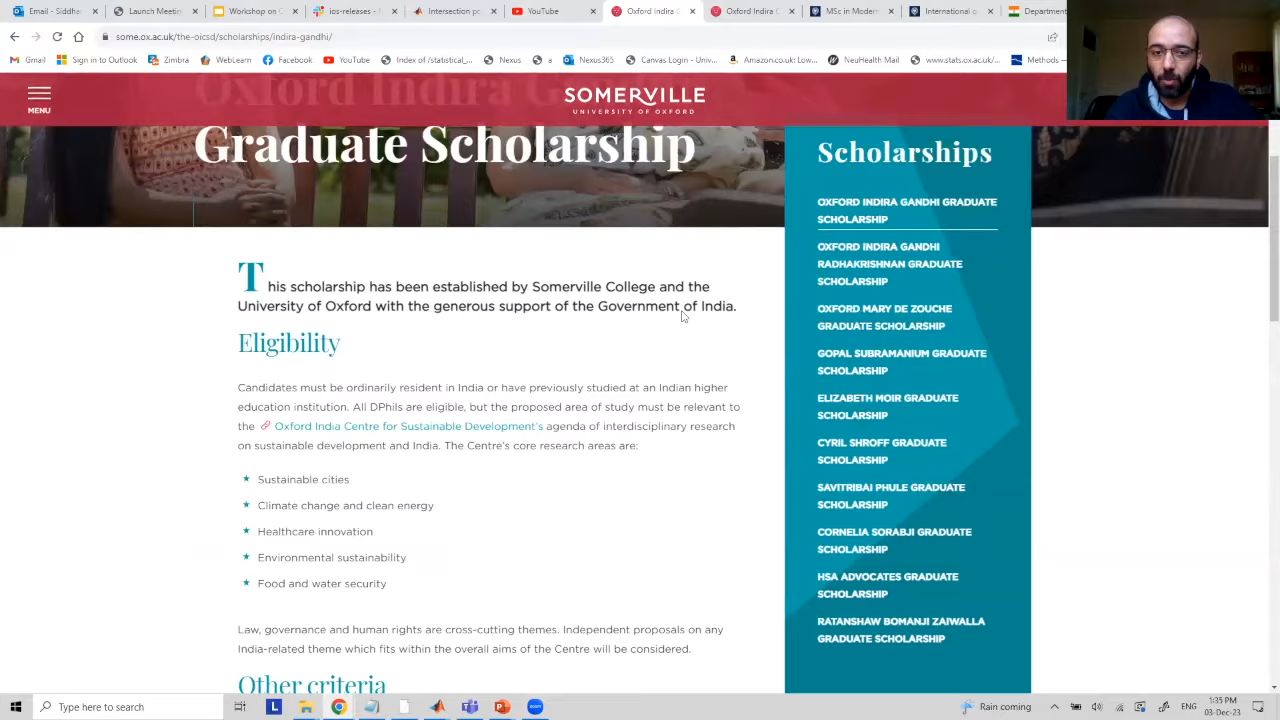 Email - Siddha
Launch Meeting
slack-ic-releases -
Intersection po
YouTube
Oxford Indira G
Oxford Indira G
MSc in Modern
International o
Department
some.ox.ac.uk/the-oicsd/scholarships/indira-gandhi/
Gmail
Sign in to Outlook
Zimbra
WebLearn
Facebook
YouTube
Index of /statistical_...
Nexus
a
Nexus365
Canvas Login - Univ...
Amazon.co.uk: Low...
NeuHealth Mail
www.stats.ox.ac.uk/...
Methods —
MENU
SOMERVILLE
UNIVERSITY OF OXFORD
Graduate Scholarship
This scholarship has been established by Somerville College and the
University of Oxford with the generous support of the Government of India.
Eligibility
Candidates must be ordinarily resident in India or have previously studied at an Indian higher
education institution. All DPhils are eligible, but the proposed area of study must be relevant to
the Oxford India Centre for Sustainable Development's agenda of interdisciplinary research
on sustainable development and India. The Centre's core research areas are:
Sustainable cities
Climate change and clean energy
Healthcare innovation
Environmental sustainability
Food and water security
Law, governance and human rights are cross-cutting themes. Independent proposals on any
India-related theme which fits within the overall aims of the Centre will be considered.
Other criteria
Scholarships
OXFORD INDIRA GANDHI GRADUATE
SCHOLARSHIP
OXFORD INDIRA GANDHI
RADHAKRISHNAN GRADUATE
SCHOLARSHIP
OXFORD MARY DE ZOUCHE
GRADUATE SCHOLARSHIP
GOPAL SUBRAMANIUM GRADUATE
SCHOLARSHIP
ELIZABETH MOIR GRADUATE
SCHOLARSHIP
CYRIL SHROFF GRADUATE
SCHOLARSHIP
SAVITRIBAI PHULE GRADUATE
SCHOLARSHIP
CORNELIA SORABJI GRADUATE
SCHOLARSHIP
HSA ADVOCATES GRADUATE
SCHOLARSHIP
RATANSHAW BOMANJI ZAIWALLA
GRADUATE SCHOLARSHIP
Type here to search
Rain coming
1:35 PM
03-Dec-23